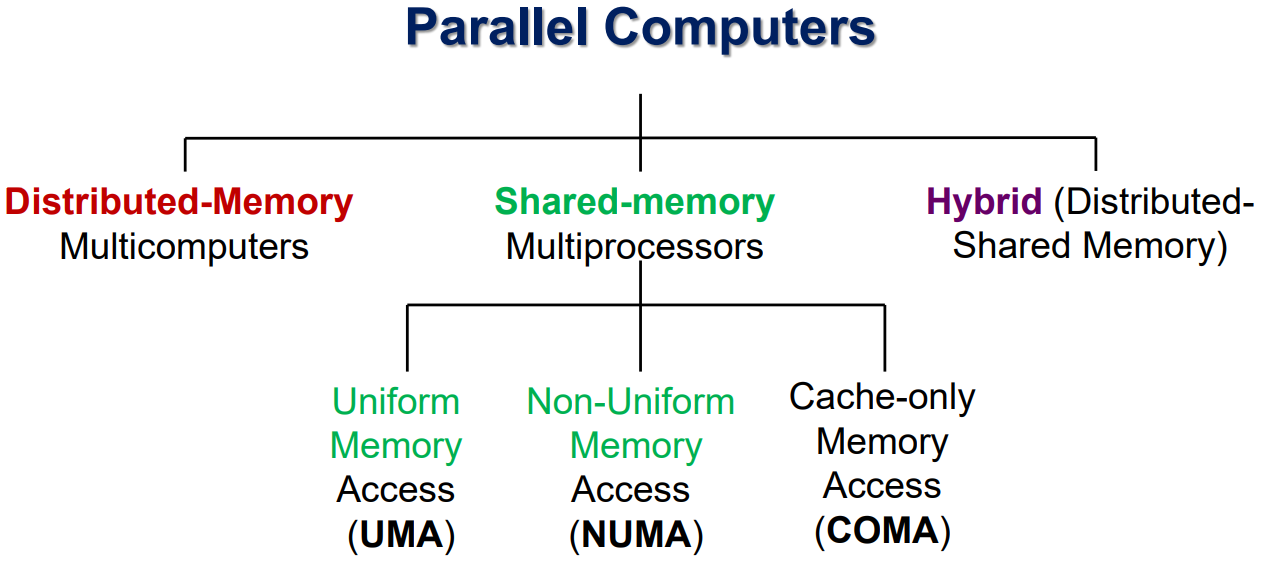 Parallel Computers
Distributed-Memory
Multicomputers
Shared-memory
Multiprocessors
Hybrid (Distributed-
Shared Memory)
Uniform
Memory
Access
(UMA)
Non-Uniform
Memory
Access
(NUMA)
Cache-only
Memory
Access
(COMA)